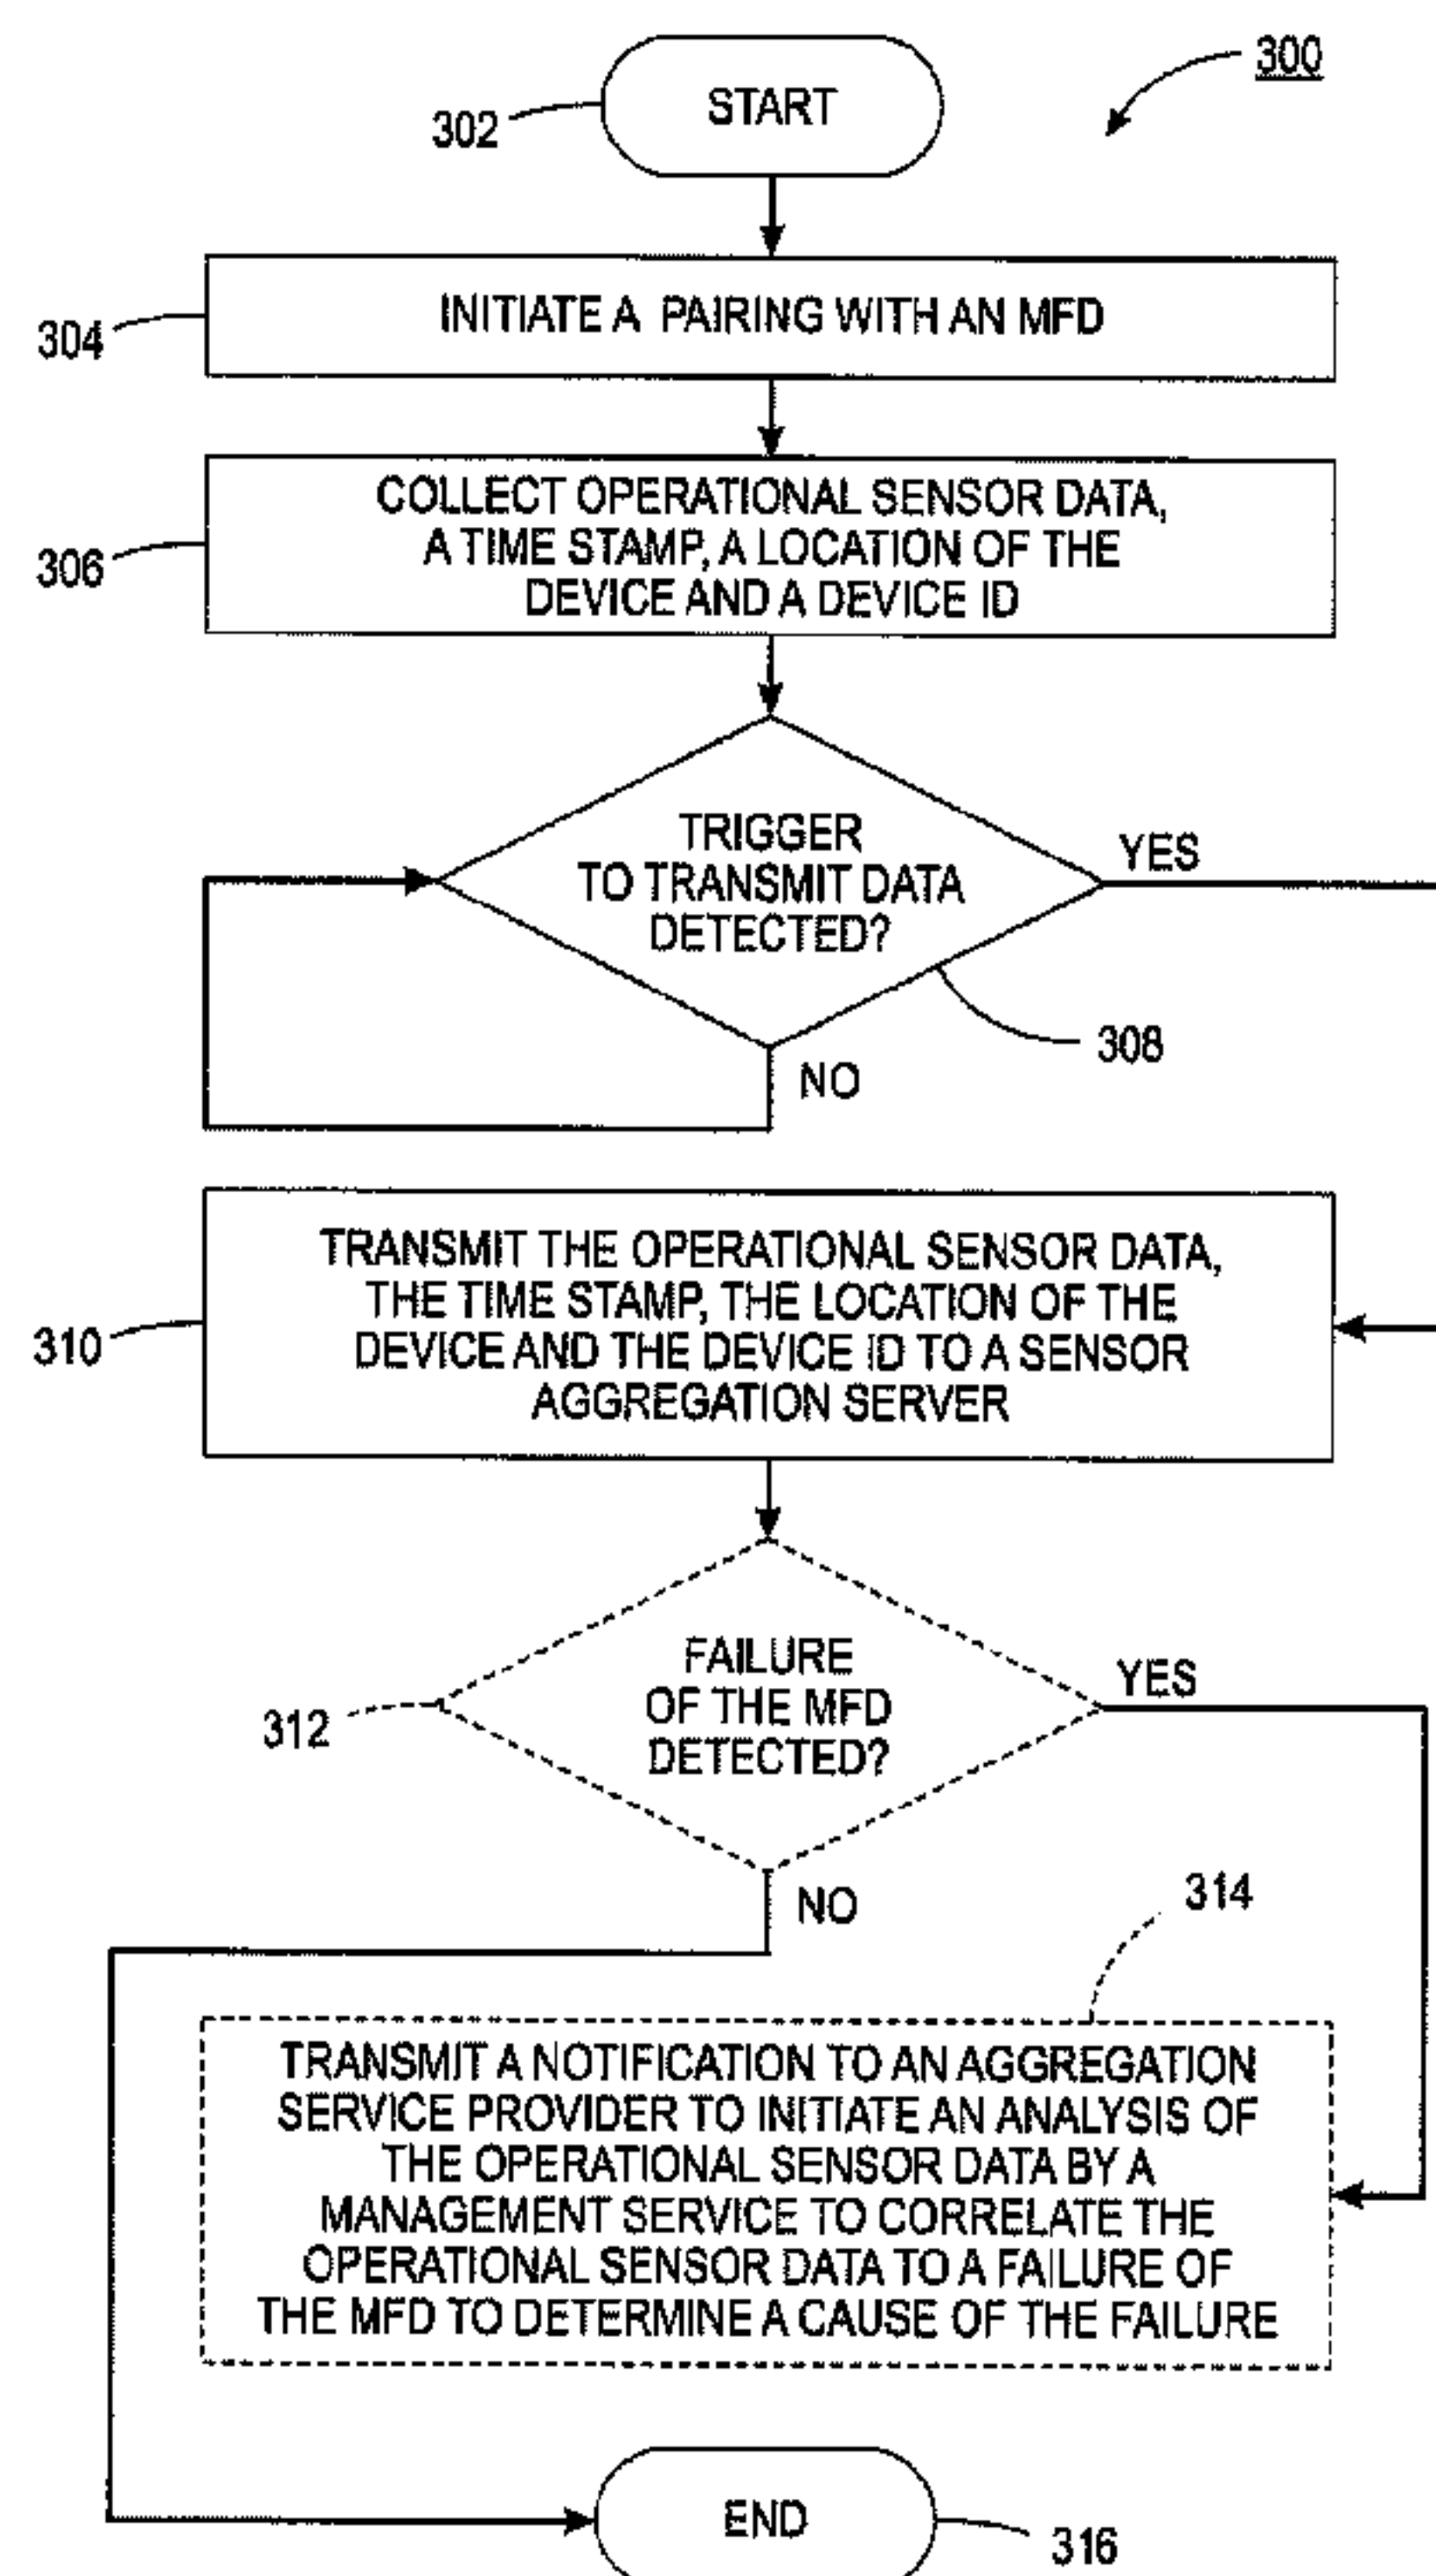 300
302
START
304
INITIATE A PAIRING WITH AN MFD
306
COLLECT OPERATIONAL SENSOR DATA,
A TIME STAMP, A LOCATION OF THE
DEVICE AND A DEVICE ID
TRIGGER
TO TRANSMIT DATA
DETECTED?
YES
308
NO
310
TRANSMIT THE OPERATIONAL SENSOR DATA,
THE TIME STAMP, THE LOCATION OF THE
DEVICE AND THE DEVICE ID TO A SENSOR
AGGREGATION SERVER
312
FAILURE
OF THE MFD
DETECTED?
YES
NO
314
TRANSMIT A NOTIFICATION TO AN AGGREGATION
SERVICE PROVIDER TO INITIATE AN ANALYSIS OF
THE OPERATIONAL SENSOR DATA BY A
MANAGEMENT SERVICE TO CORRELATE THE
OPERATIONAL SENSOR DATA TO A FAILURE OF
THE MFD TO DETERMINE A CAUSE OF THE FAILURE
END
316